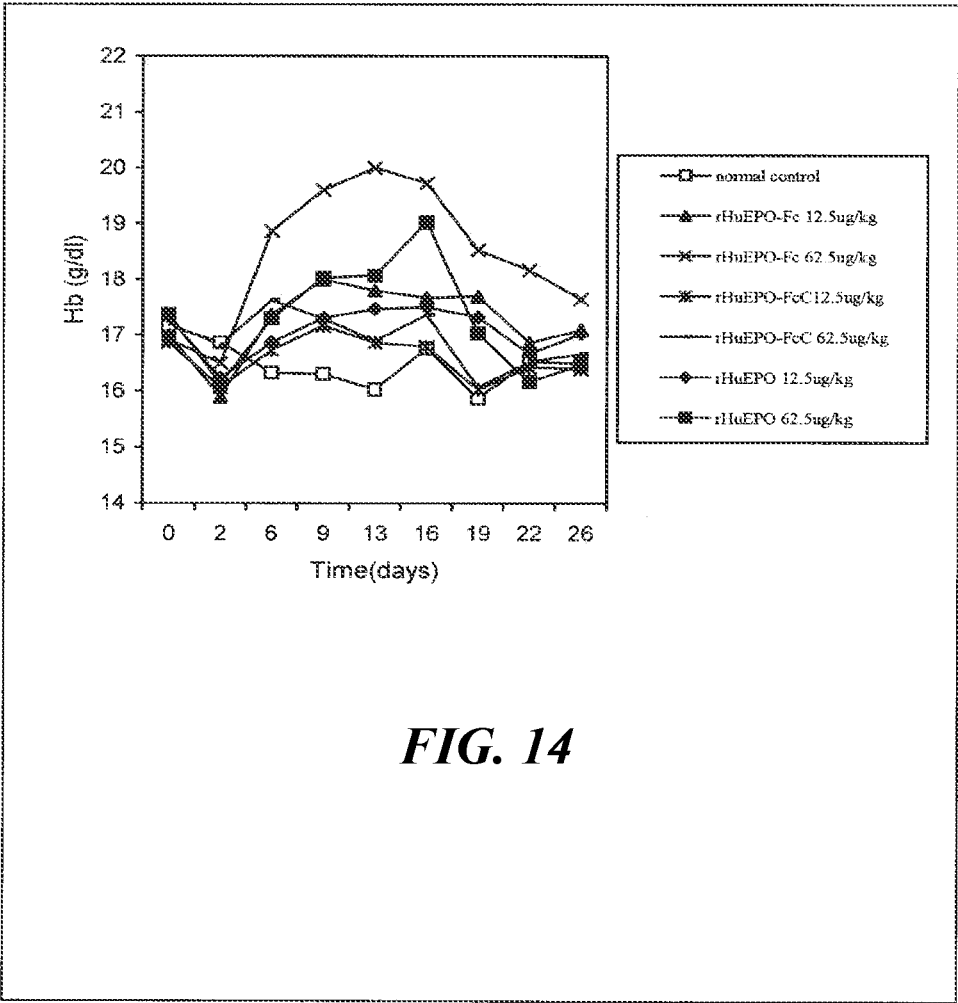 22
21
20
19
18
17
16
15
14
Hb (g/dl)
0 2 6 9 13 16 19 22 26
Time(days)
normal control
rHuEPO-Fc 12.5ug/kg
rHuEPO-Fc 62.5ug/kg
rHuEPO-FcC12.5ug/kg
rHuEPO-FcC 62.5ug/kg
rHuEPO 12.5ug/kg
rHuEPO 62.5ug/kg
FIG. 14